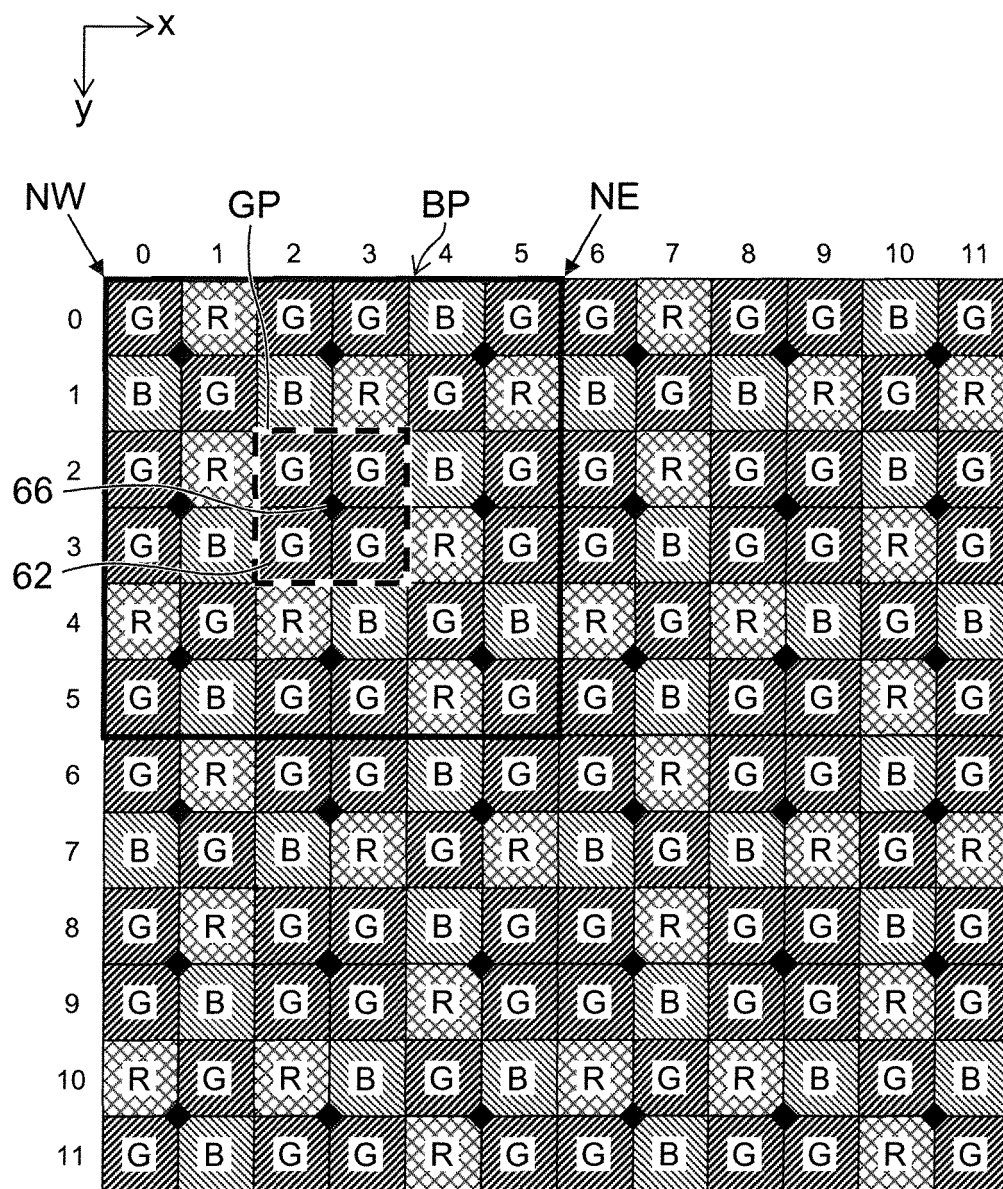 x
y
NW GP BP NE
0 1 2 3 4 5 6 7 8 9 10 11
0 G R G G B G G R G G B G
1 B G B R G R B G B R G R
2 G R G G B G G R G G B G
66
3 G B G G R G G B G G R G
62
4 R G R B G B R G R B G B
5 G B G G R G G B G G R G
6 G R G G B G G R G G B G
7 B G B R G R B G B R G R
8 G R G G B G G R G G B G
9 G B G G R G G B G G R G
10 R G R B G B R G R B G B
11 G B G G R G G B G G R G